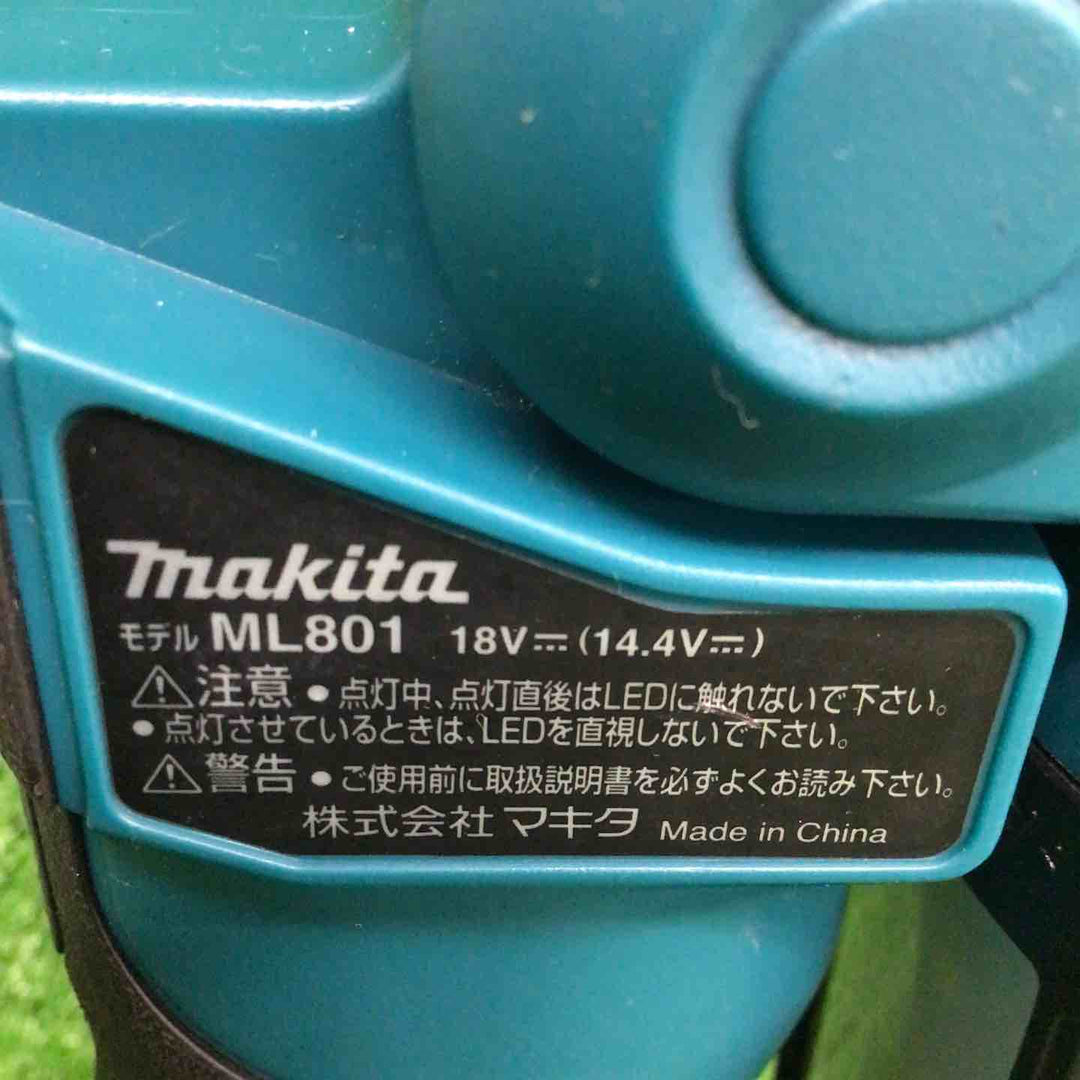 makita
モデル ML801 18V⎓(14.4V⎓)
⚠注意 ●点灯中、点灯直後はLEDに触れないで下さい。
●点灯させているときは、LEDを直視しないで下さい。
⚠警告 ●ご使用前に取扱説明書を必ずよくお読み下さい。
株式会社 マキタ Made in China